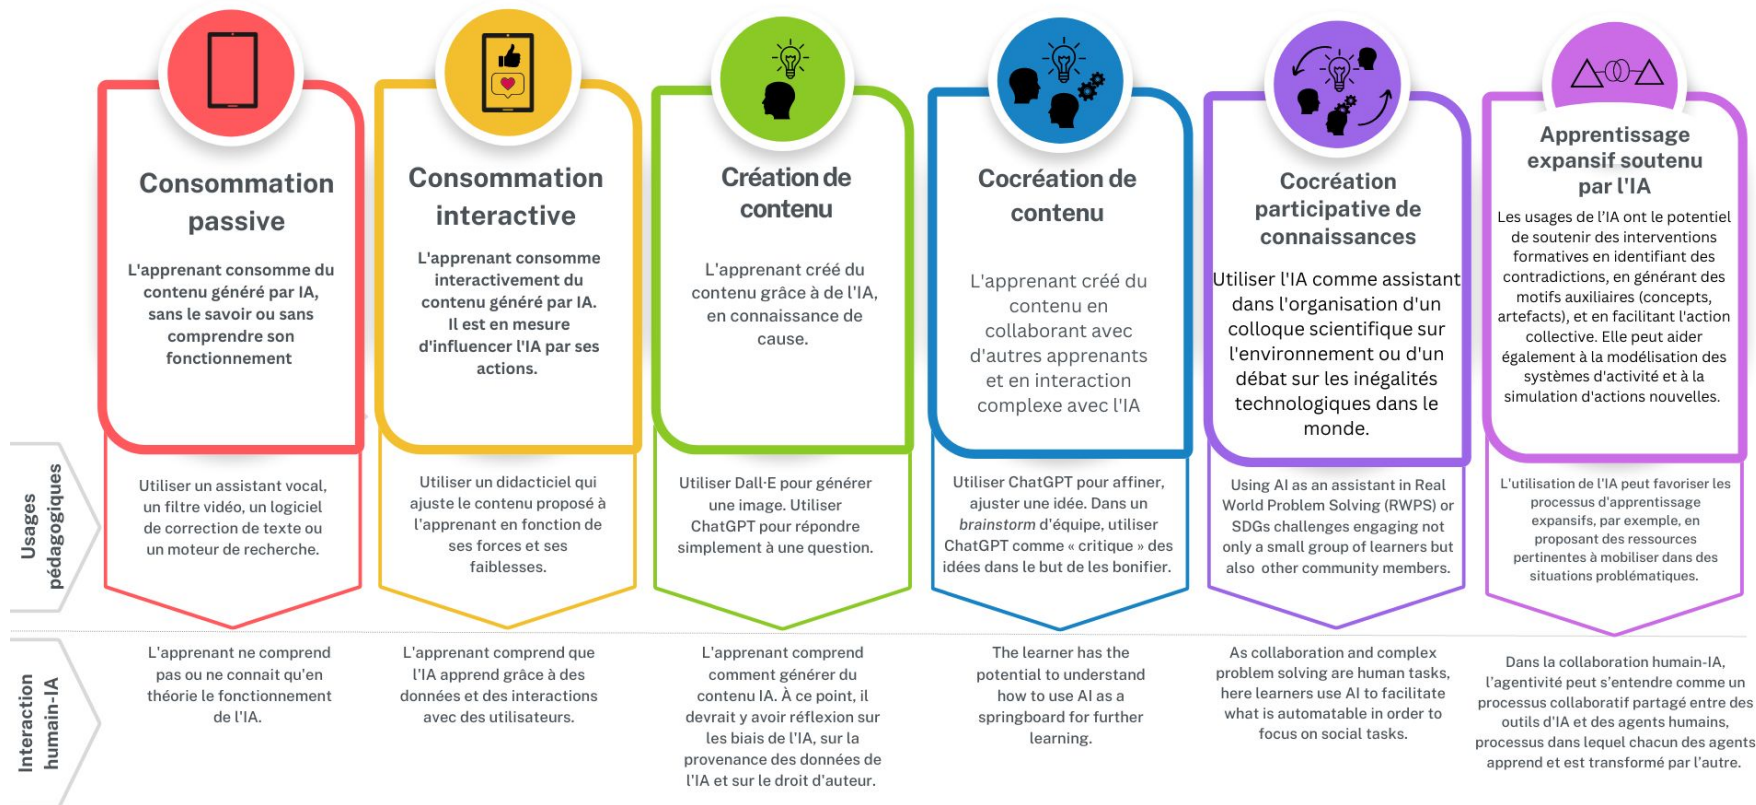 Consommation
passive
L'apprenant consomme du
contenu généré par IA,
sans le savoir ou sans
comprendre son
fonctionnement
Consommation
interactive
L'apprenant consomme
interactivement du
contenu généré par IA.
Il est en mesure
d'influencer l'IA par ses
actions.
Création de
contenu
L'apprenant créé du
contenu grâce à de l'IA,
en connaissance de
cause.
Cocréation de
contenu
L'apprenant créé du
contenu en
collaborant avec
d'autres apprenants
et en interaction
complexe avec l'IA
Cocréation
participative de
connaissances
Utiliser l'IA comme assistant
dans l'organisation d'un
colloque scientifique sur
l'environnement ou d'un
débat sur les inégalités
technologiques dans le
monde.
Apprentissage
expansif soutenu
par l'IA
Les usages de l’IA ont le potentiel
de soutenir des interventions
formatives en identifiant des
contradictions, en générant des
motifs auxiliaires (concepts,
artefacts), et en facilitant l'action
collective. Elle peut aider
également à la modélisation des
systèmes d'activité et à la
simulation d'actions nouvelles.
Usages
pédagogiques
Utiliser un assistant vocal,
un filtre vidéo, un logiciel
de correction de texte ou
un moteur de recherche.
Utiliser un didacticiel qui
ajuste le contenu proposé à
l'apprenant en fonction de
ses forces et ses
faiblesses.
Utiliser Dall·E pour générer
une image. Utiliser
ChatGPT pour répondre
simplement à une question.
Utiliser ChatGPT pour affiner,
ajuster une idée. Dans un
brainstorm d'équipe, utiliser
ChatGPT comme « critique » des
idées dans le but de les bonifier.
Using AI as an assistant in Real
World Problem Solving (RWPS) or
SDGs challenges engaging not
only a small group of learners but
also other community members.
L'utilisation de l'IA peut favoriser les
processus d'apprentissage
expansifs, par exemple, en
proposant des ressources
pertinentes à mobiliser dans des
situations problématiques.
Interaction
humain-IA
L'apprenant ne comprend
pas ou ne connait qu'en
théorie le fonctionnement
de l'IA.
L'apprenant comprend que
l'IA apprend grâce à des
données et des interactions
avec des utilisateurs.
L'apprenant comprend
comment générer du
contenu IA. À ce point, il
devrait y avoir réflexion sur
les biais de l'IA, sur la
provenance des données de
l'IA et sur le droit d'auteur.
The learner has the
potential to understand
how to use AI as a
springboard for further
learning.
As collaboration and complex
problem solving are human tasks,
here learners use AI to facilitate
what is automatable in order to
focus on social tasks.
Dans la collaboration humain-IA,
l’agentivité peut s’entendre comme un
processus collaboratif partagé entre des
outils d’IA et des agents humains,
processus dans lequel chacun des agents
apprend et est transformé par l’autre.